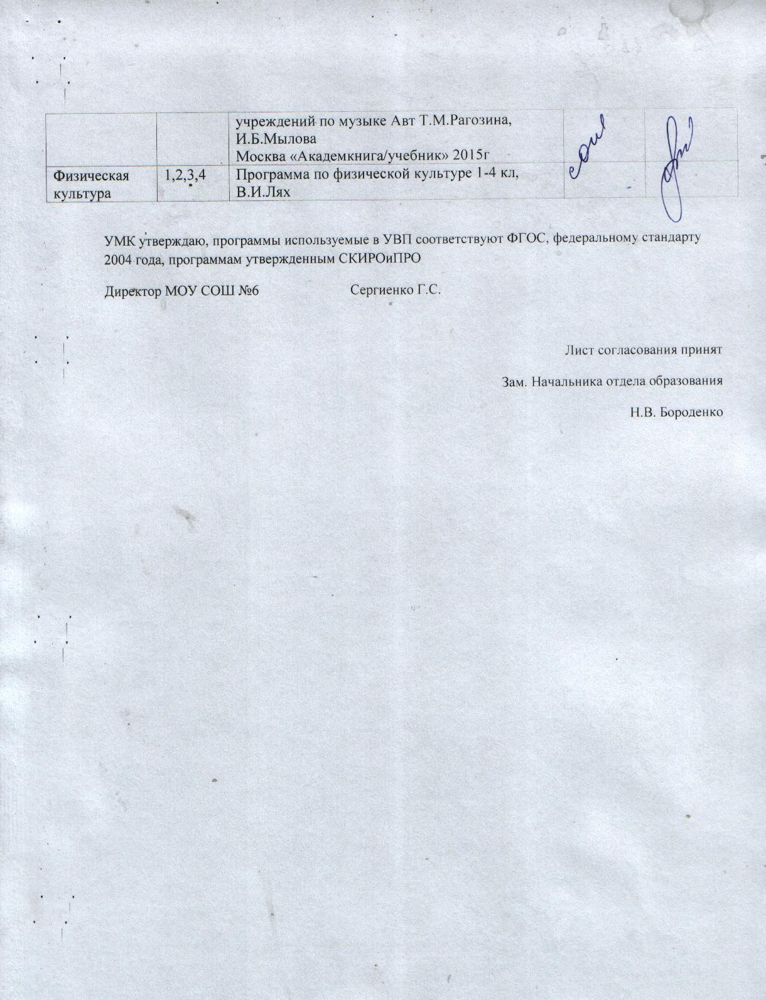 учреждений по музыке Авт Т.М.Рагозина,
И.Б.Мылова
Москва «Академкнига/учебник» 2015г
Физическая культура 1,2,3,4 Программа по физической культуре 1-4 кл,
В.И.Лях
УМК утверждаю, программы используемые в УВП соответствуют ФГОС, федеральному стандарту
2004 года, программам утвержденным СКИРОиПРО
Директор МОУ СОШ №6 Сергиенко Г.С.
Лист согласования принят
Зам. Начальника отдела образования
Н.В. Бороденко